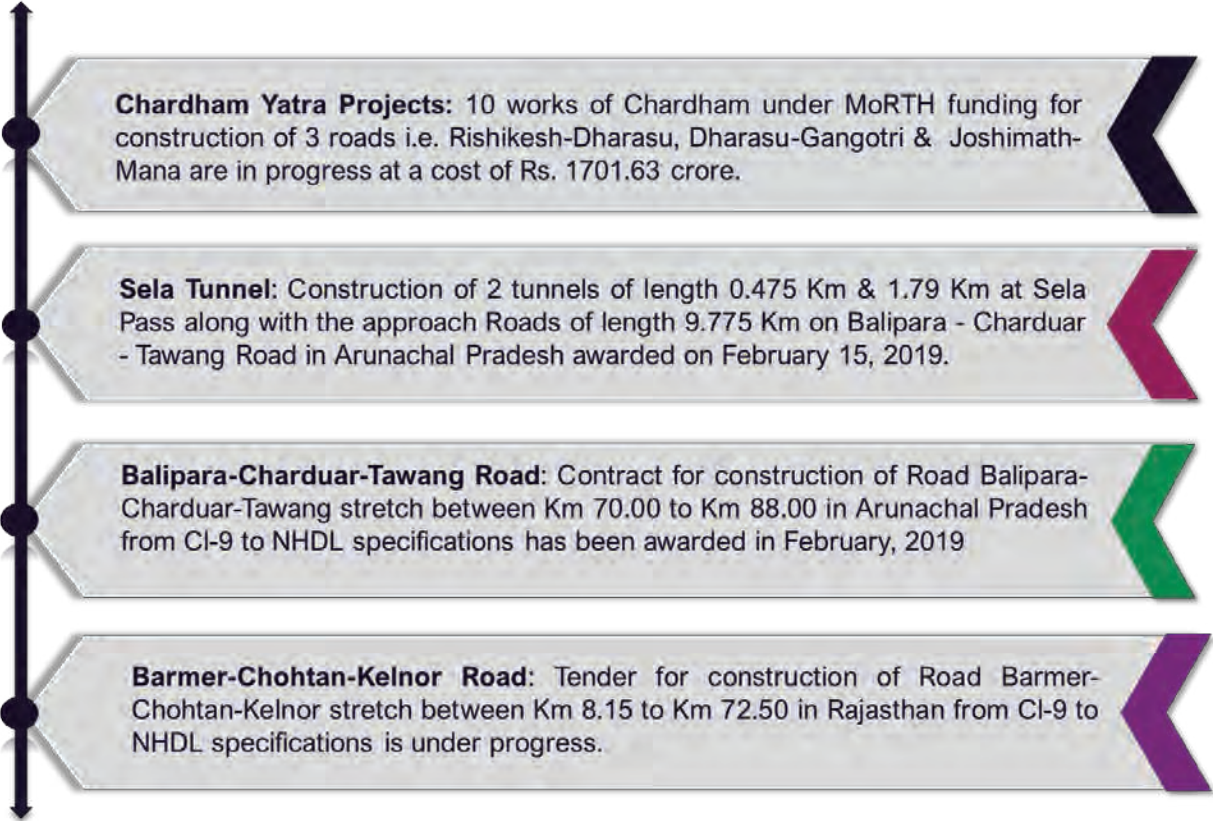 Chardham Yatra Projects: 10 works of Chardham under MoRTH funding for
construction of 3 roads i.e. Rishikesh-Dharasu, Dharasu-Gangotri & Joshimath-
Mana are in progress at a cost of Rs. 1701.63 crore.
Sela Tunnel: Construction of 2 tunnels of length 0.475 Km & 1.79 Km at Sela
Pass along with the approach Roads of length 9.775 Km on Balipara - Charduar
- Tawang Road in Arunachal Pradesh awarded on February 15, 2019.
Balipara-Charduar-Tawang Road: Contract for construction of Road Balipara-
Charduar-Tawang stretch between Km 70.00 to Km 88.00 in Arunachal Pradesh
from Cl-9 to NHDL specifications has been awarded in February, 2019
Barmer-Chohtan-Kelnor Road: Tender for construction of Road Barmer-
Chohtan-Kelnor stretch between Km 8.15 to Km 72.50 in Rajasthan from Cl-9 to
NHDL specifications is under progress.